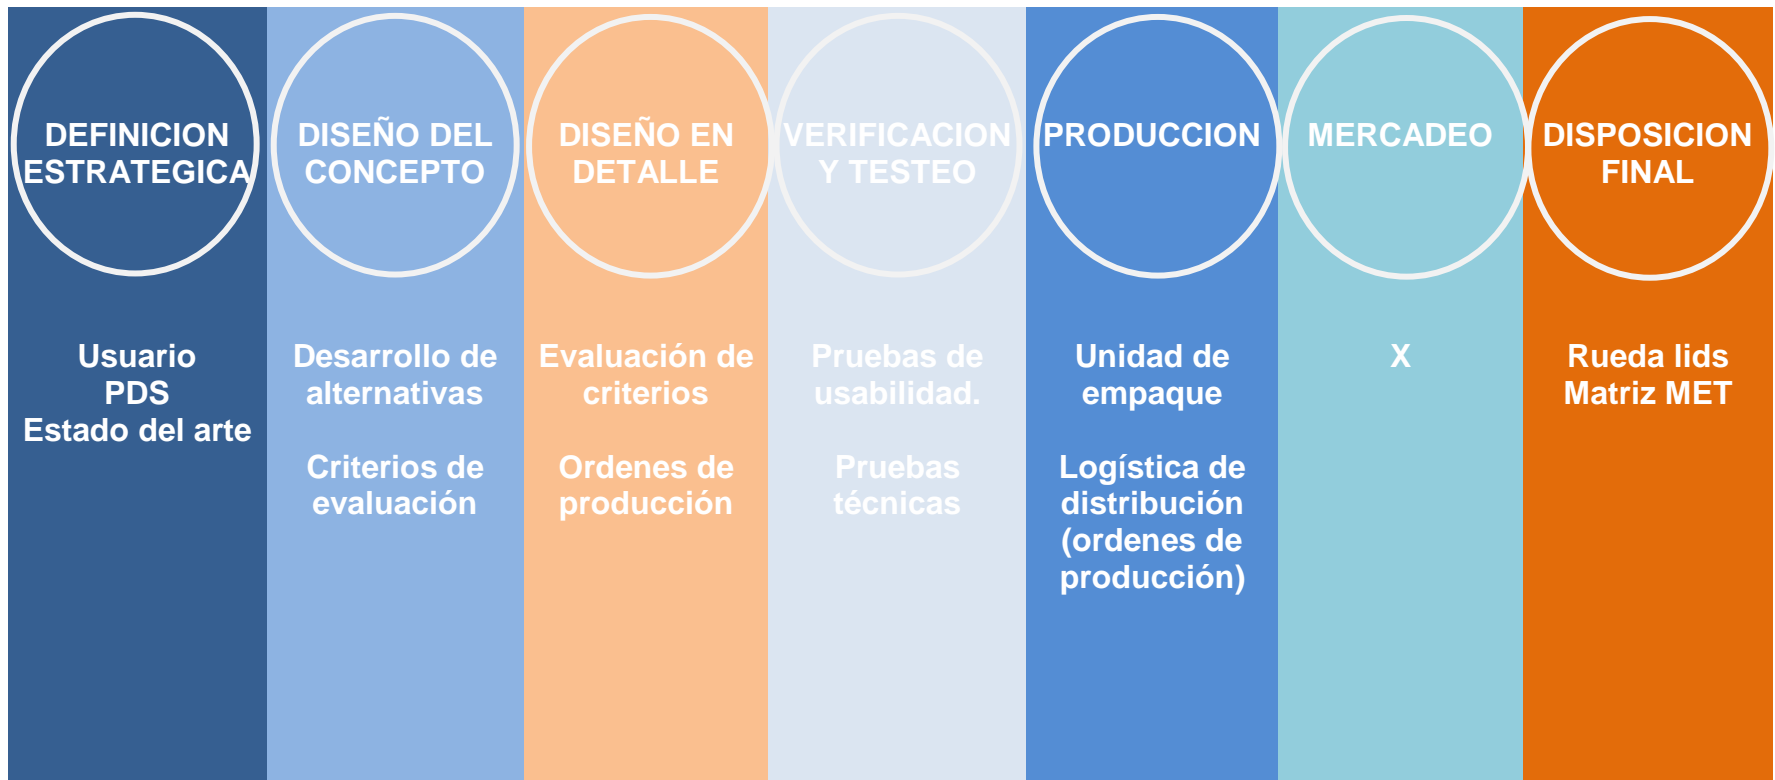 DEFINICION
ESTRATEGICA
Usuario
PDS
Estado del arte
DISEÑO DEL
CONCEPTO
Desarrollo de
alternativas
Criterios de
evaluación
DISEÑO EN
DETALLE
Evaluación de
criterios
Ordenes de
producción
VERIFICACION
Y TESTEO
Pruebas de
usabilidad.
Pruebas
técnicas
PRODUCCION
Unidad de
empaque
Logística de
distribución
(ordenes de
producción)
MERCADEO
X
DISPOSICION
FINAL
Rueda lids
Matriz MET